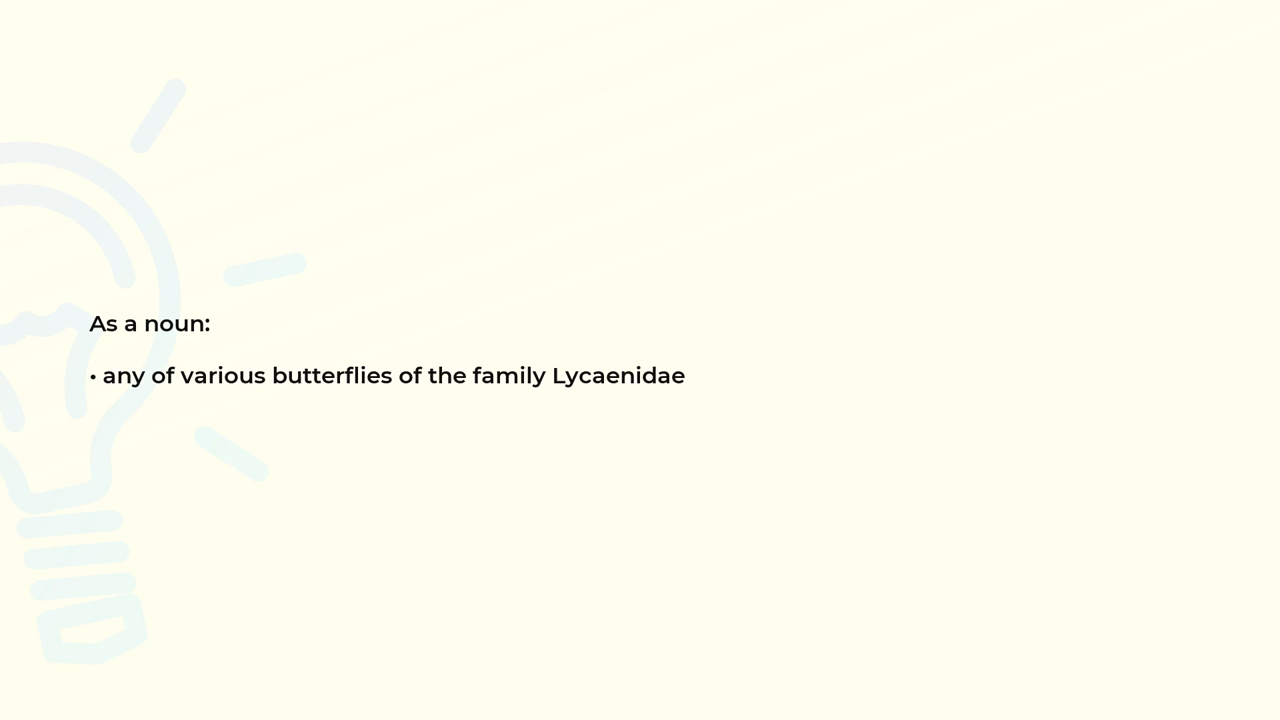 As a noun:
• any of various butterflies of the family Lycaenidae